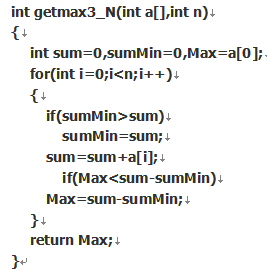 int getmax3_N(int a[],int n)
{
int sum=0,sumMin=0,Max=a[0];
for(int i=0;i<n;i++)
{
if(sumMin>sum)
sumMin=sum;
sum=sum+a[i];
if(Max<sum-sumMin)
Max=sum-sumMin;
}
return Max;
}